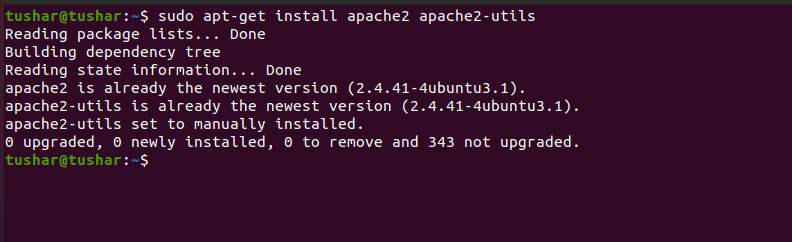 tushar@tushar:~$ sudo apt-get install apache2 apache2-utils
Reading package lists... Done
Building dependency tree
Reading state information... Done
apache2 is already the newest version (2.4.41-4ubuntu3.1).
apache2-utils is already the newest version (2.4.41-4ubuntu3.1).
apache2-utils set to manually installed.
0 upgraded, 0 newly installed, 0 to remove and 343 not upgraded.
tushar@tushar:~$